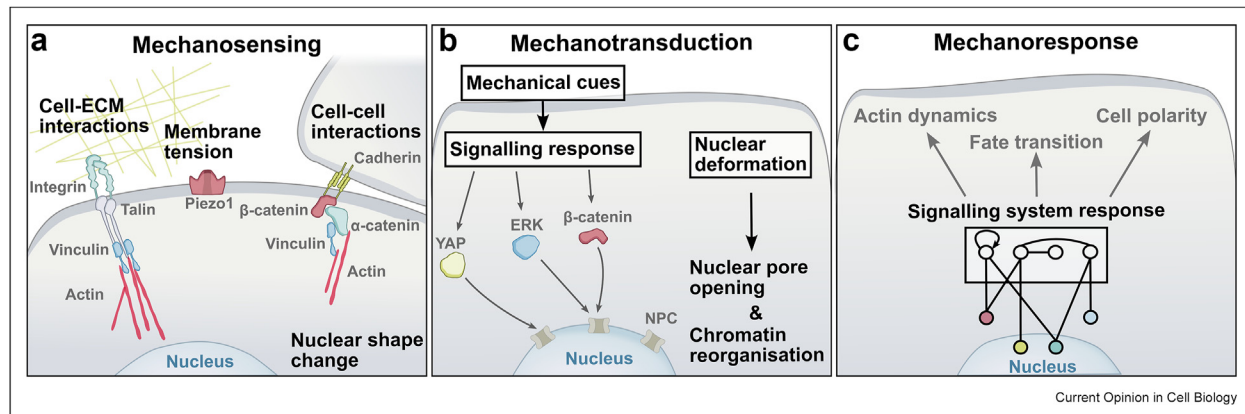 a
Mechanosensing
Cell-ECM
interactions
Membrane
tension
Cell-cell
interactions
Cadherin
Integrin
Talin
Piezo1
β-catenin
α-catenin
Vinculin
Vinculin
Actin
Actin
Nuclear shape
change
Nucleus
b
Mechanotransduction
Mechanical cues
Signalling response
Nuclear
deformation
YAP
ERK
β-catenin
Nuclear pore
opening
&
Chromatin
reorganisation
NPC
Nucleus
c
Mechanoresponse
Actin dynamics
Fate transition
Cell polarity
Signalling system response
Nucleus
Current Opinion in Cell Biology